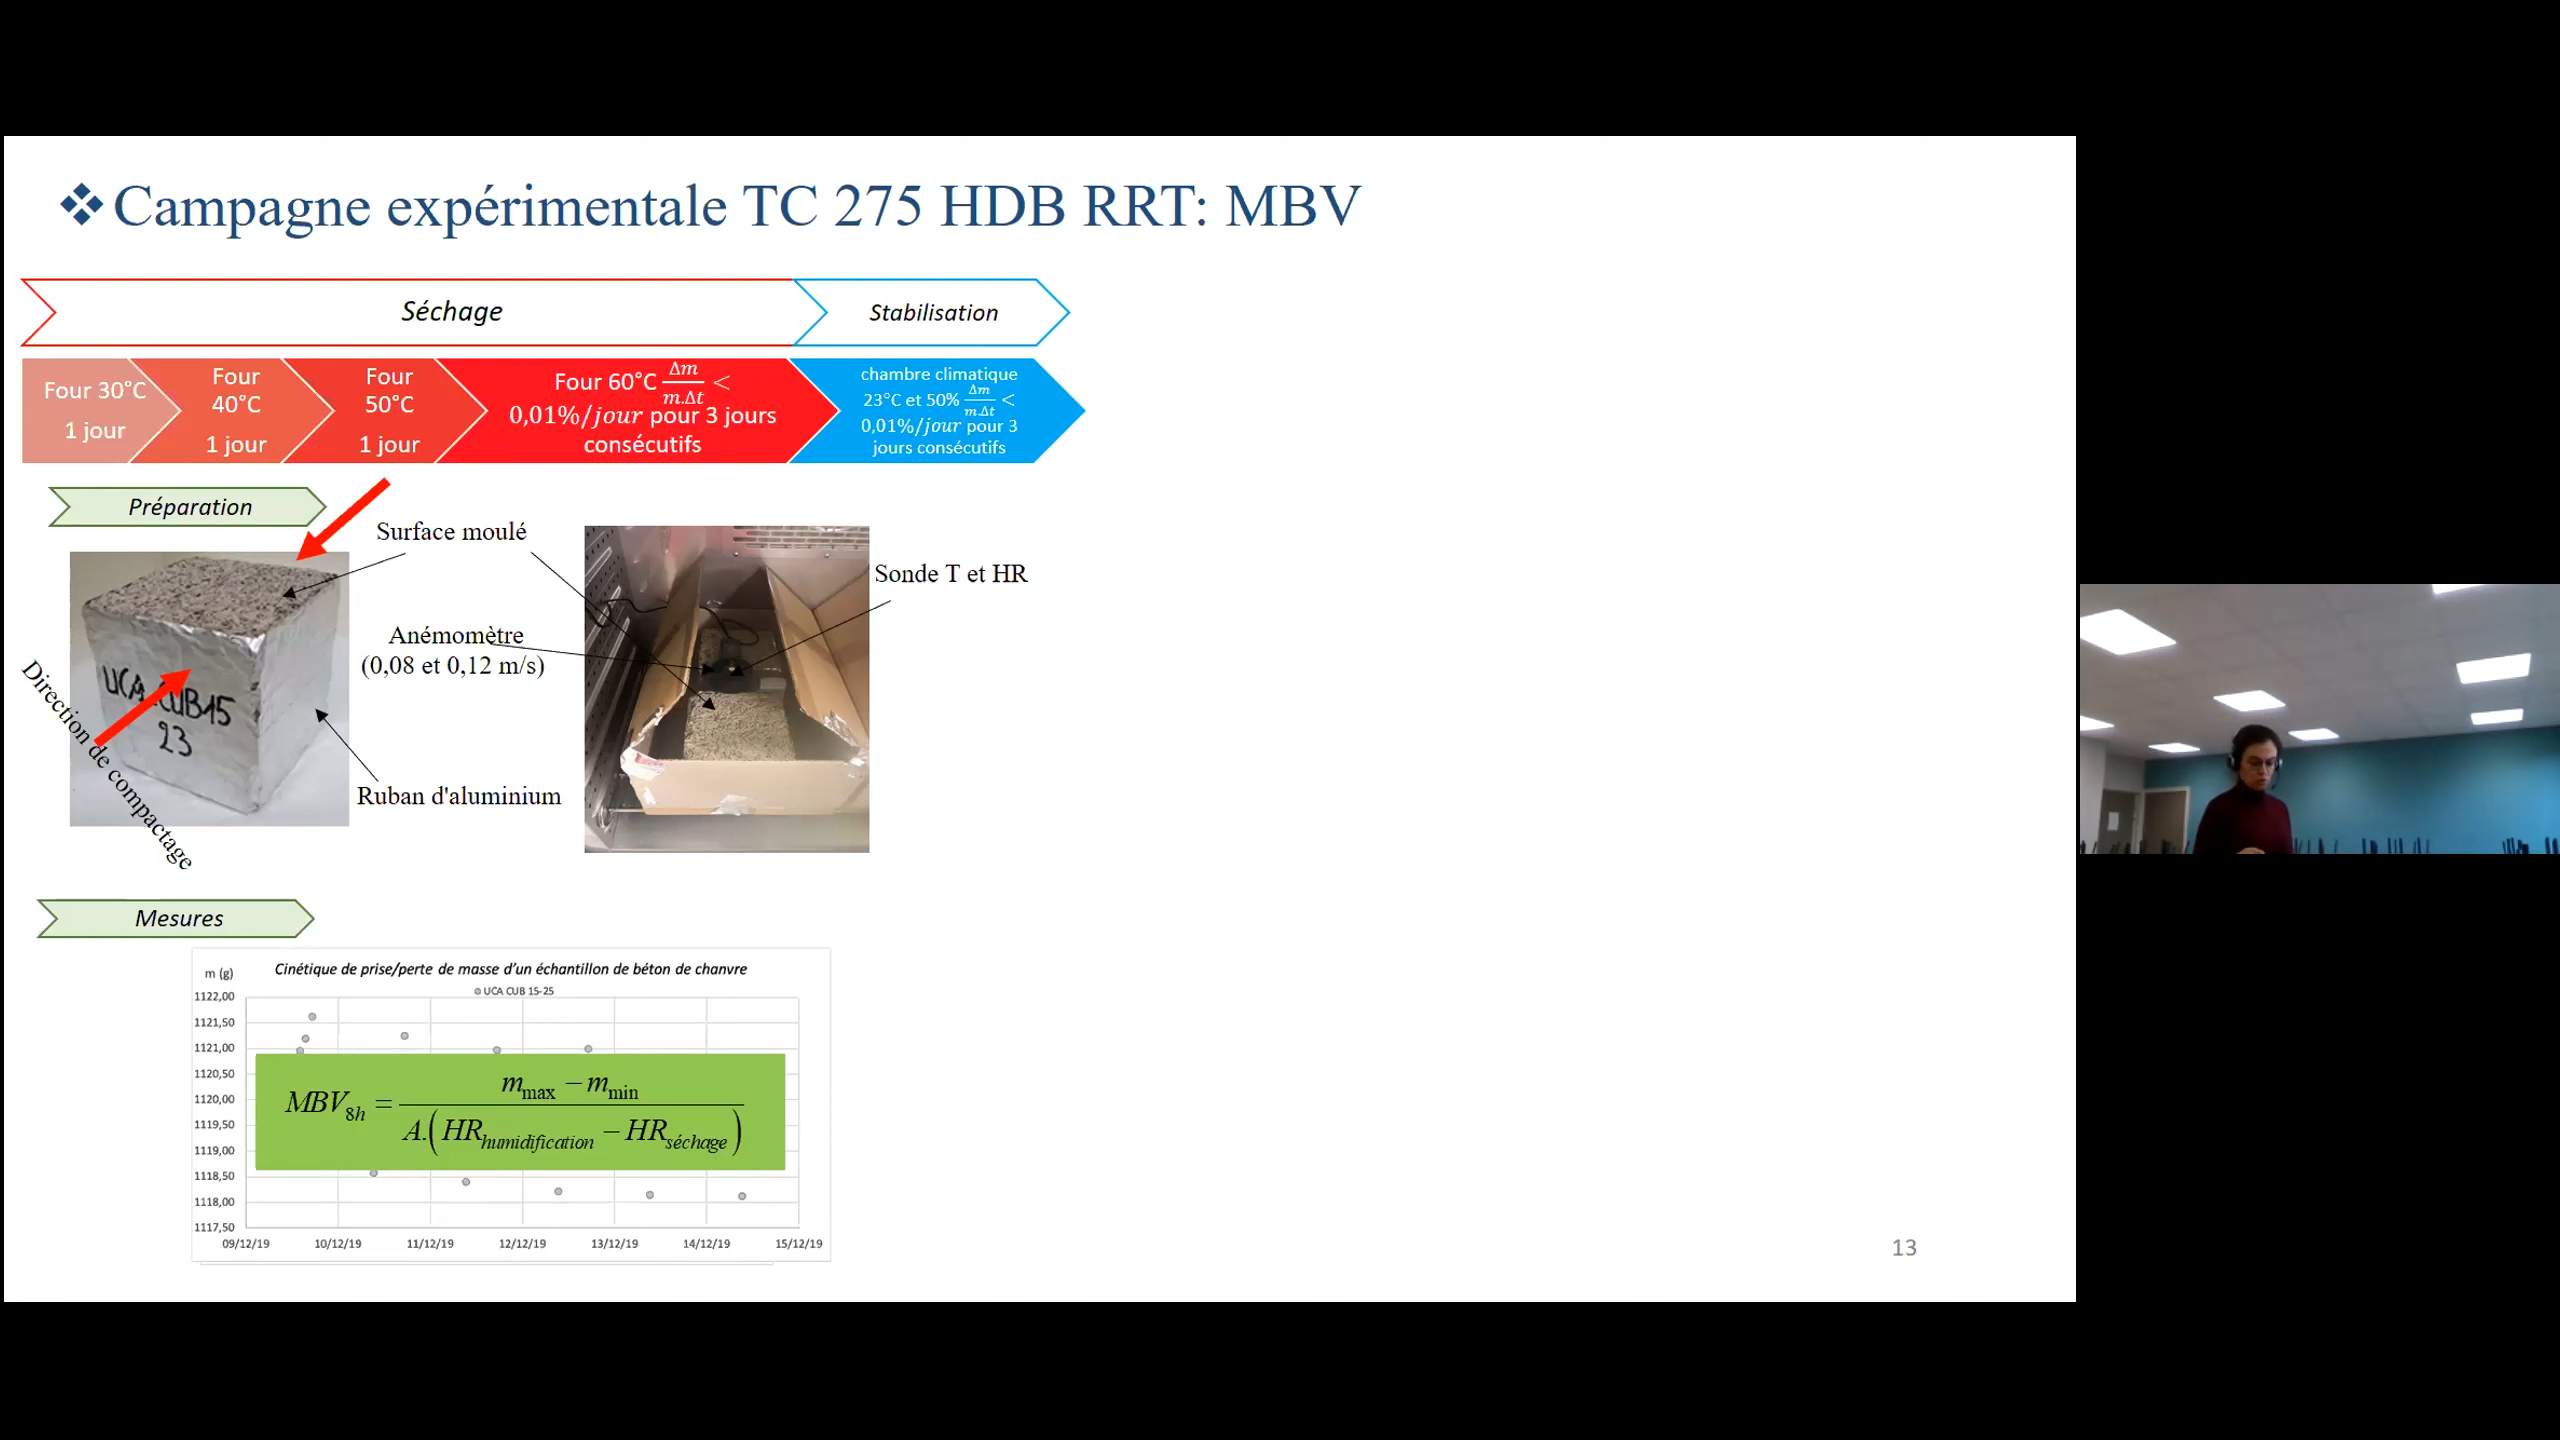 ❖Campagne expérimentale TC 275 HDB RRT: MBV
Séchage
Stabilisation
Four 30°C
1 jour
Four
40°C
1 jour
Four
50°C
1 jour
Four 60°C Δm/m.Δt <
0,01%/jour pour 3 jours
consécutifs
chambre climatique
23°C et 50% Δm/m.Δt <
0,01%/jour pour 3
jours consécutifs
Préparation
Surface moulé
Anémomètre
(0,08 et 0,12 m/s)
Sonde T et HR
UCA CUB15
23
Direction de compactage
Ruban d'aluminium
Mesures
m (g)
Cinétique de prise/perte de masse d'un échantillon de béton de chanvre
UCA CUB 15-25
1122,00
1121,50
1121,00
1120,50
1120,00
1119,50
1119,00
1118,50
1118,00
1117,50
MBV8h = (mmax − mmin) / A.(HRhumidification − HRséchage)
09/12/19 10/12/19 11/12/19 12/12/19 13/12/19 14/12/19 15/12/19
13